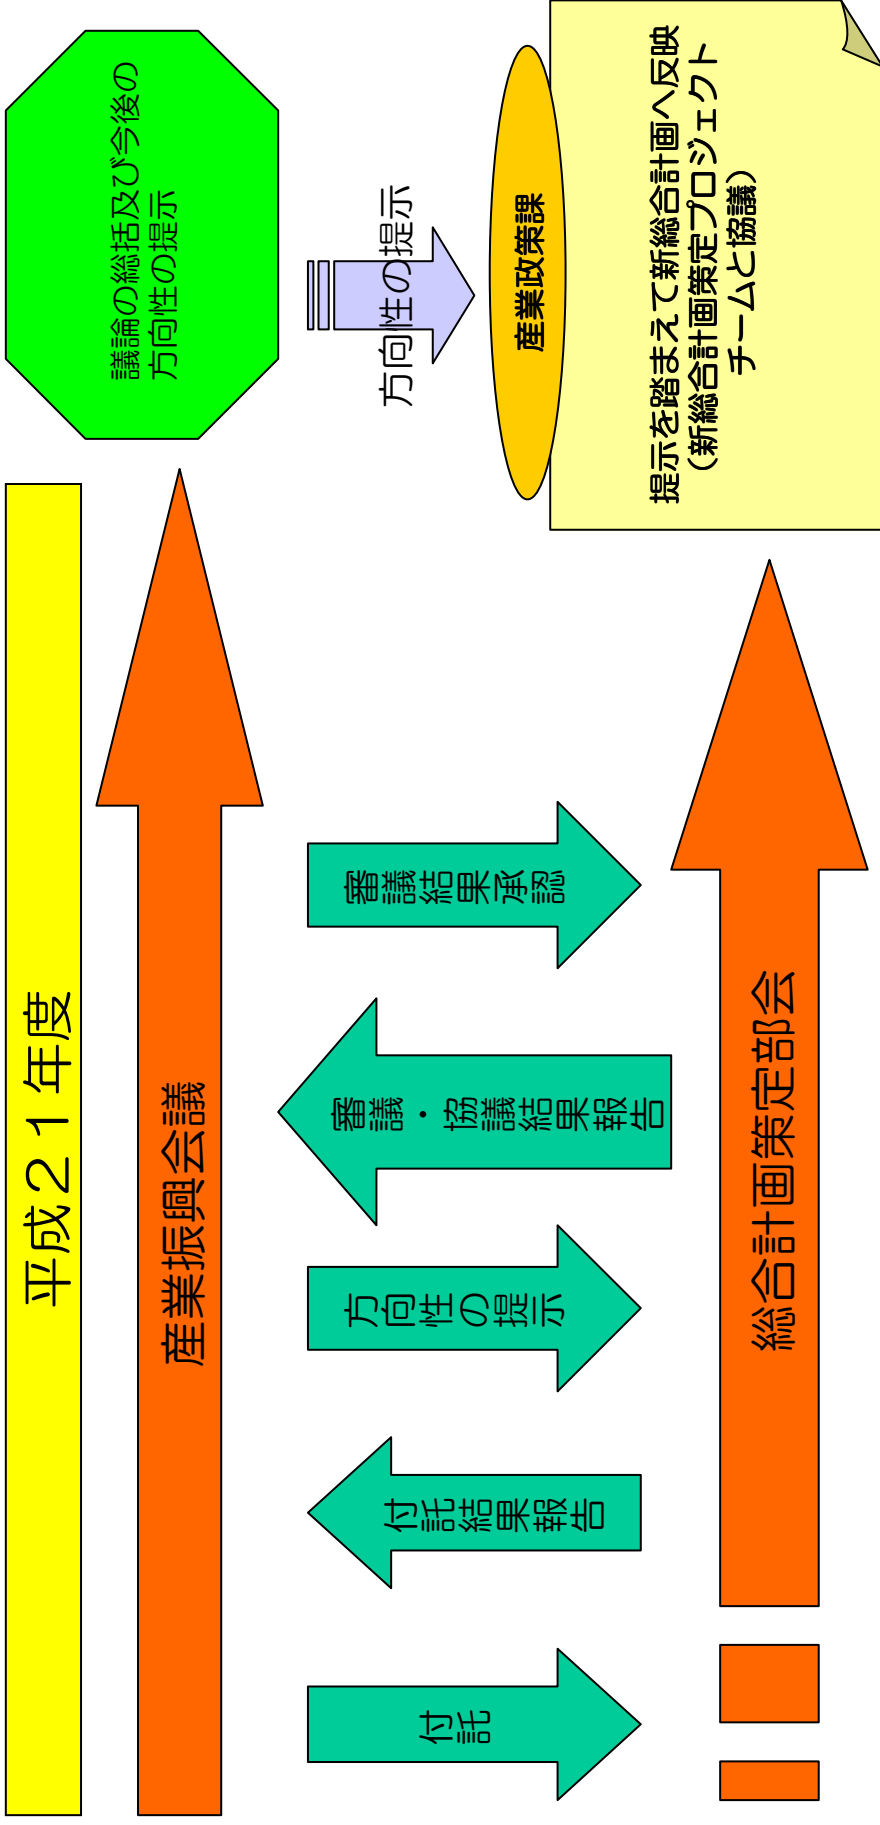 平成２１年度
産業振興会議
議論の総括及び今後の
方向性の提示
付託
付託結果報告
方向性の提示
審議・協議結果報告
審議結果承認
方向性の提示
総合計画策定部会
産業政策課
提示を踏まえて新総合計画へ反映
（新総合計画策定プロジェクト
チームと協議）